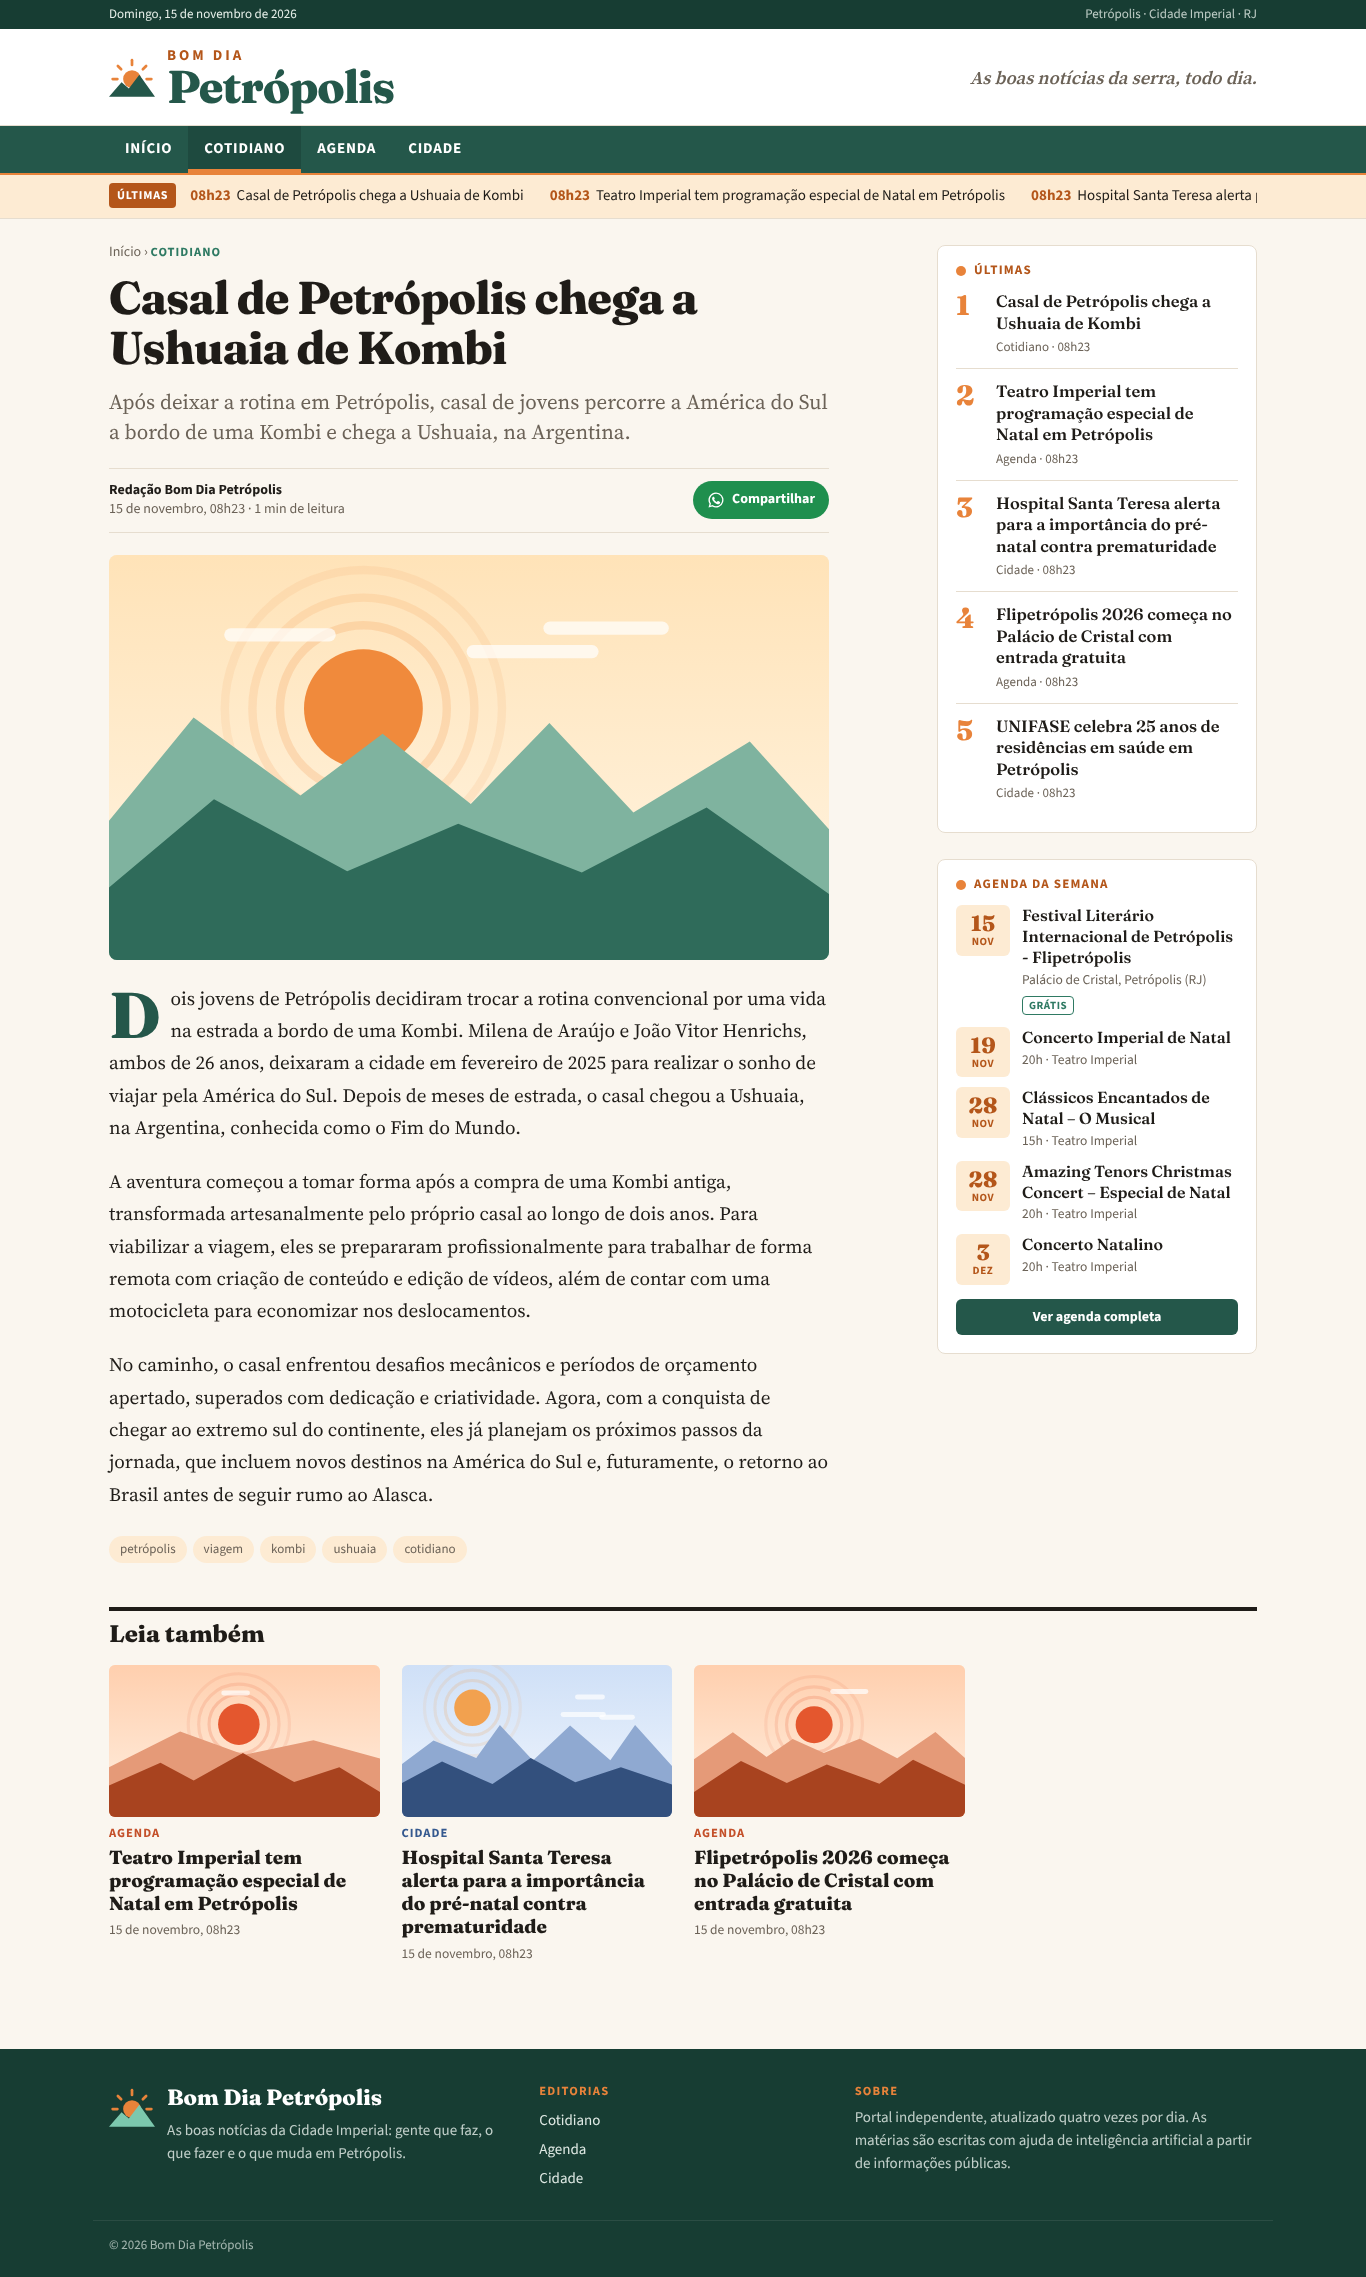 Domingo, 15 de novembro de 2026
Petrópolis · Cidade Imperial · RJ
BOM DIA
Petrópolis
As boas notícias da serra, todo dia.
INÍCIO COTIDIANO AGENDA CIDADE
ÚLTIMAS 08h23 Casal de Petrópolis chega a Ushuaia de Kombi 08h23 Teatro Imperial tem programação especial de Natal em Petrópolis 08h23 Hospital Santa Teresa alerta
Início › COTIDIANO
Casal de Petrópolis chega a
Ushuaia de Kombi
Após deixar a rotina em Petrópolis, casal de jovens percorre a América do Sul
a bordo de uma Kombi e chega a Ushuaia, na Argentina.
Redação Bom Dia Petrópolis
15 de novembro, 08h23 · 1 min de leitura
Compartilhar
Dois jovens de Petrópolis decidiram trocar a rotina convencional por uma vida
na estrada a bordo de uma Kombi. Milena de Araújo e João Vitor Henrichs,
ambos de 26 anos, deixaram a cidade em fevereiro de 2025 para realizar o sonho de
viajar pela América do Sul. Depois de meses de estrada, o casal chegou a Ushuaia,
na Argentina, conhecida como o Fim do Mundo.
A aventura começou a tomar forma após a compra de uma Kombi antiga,
transformada artesanalmente pelo próprio casal ao longo de dois anos. Para
viabilizar a viagem, eles se prepararam profissionalmente para trabalhar de forma
remota com criação de conteúdo e edição de vídeos, além de contar com uma
motocicleta para economizar nos deslocamentos.
No caminho, o casal enfrentou desafios mecânicos e períodos de orçamento
apertado, superados com dedicação e criatividade. Agora, com a conquista de
chegar ao extremo sul do continente, eles já planejam os próximos passos da
jornada, que incluem novos destinos na América do Sul e, futuramente, o retorno ao
Brasil antes de seguir rumo ao Alasca.
petrópolis viagem kombi ushuaia cotidiano
ÚLTIMAS
1 Casal de Petrópolis chega a
Ushuaia de Kombi
Cotidiano · 08h23
2 Teatro Imperial tem
programação especial de
Natal em Petrópolis
Agenda · 08h23
3 Hospital Santa Teresa alerta
para a importância do pré-
natal contra prematuridade
Cidade · 08h23
4 Flipetrópolis 2026 começa no
Palácio de Cristal com
entrada gratuita
Agenda · 08h23
5 UNIFASE celebra 25 anos de
residências em saúde em
Petrópolis
Cidade · 08h23
AGENDA DA SEMANA
15 NOV
Festival Literário
Internacional de Petrópolis
- Flipetrópolis
Palácio de Cristal, Petrópolis (RJ)
GRÁTIS
19 NOV
Concerto Imperial de Natal
20h · Teatro Imperial
28 NOV
Clássicos Encantados de
Natal – O Musical
15h · Teatro Imperial
28 NOV
Amazing Tenors Christmas
Concert – Especial de Natal
20h · Teatro Imperial
3 DEZ
Concerto Natalino
20h · Teatro Imperial
Ver agenda completa
Leia também
AGENDA
Teatro Imperial tem
programação especial de
Natal em Petrópolis
15 de novembro, 08h23
CIDADE
Hospital Santa Teresa
alerta para a importância
do pré-natal contra
prematuridade
15 de novembro, 08h23
AGENDA
Flipetrópolis 2026 começa
no Palácio de Cristal com
entrada gratuita
15 de novembro, 08h23
Bom Dia Petrópolis
As boas notícias da Cidade Imperial: gente que faz, o
que fazer e o que muda em Petrópolis.
EDITORIAS
Cotidiano
Agenda
Cidade
SOBRE
Portal independente, atualizado quatro vezes por dia. As
matérias são escritas com ajuda de inteligência artificial a partir
de informações públicas.
© 2026 Bom Dia Petrópolis